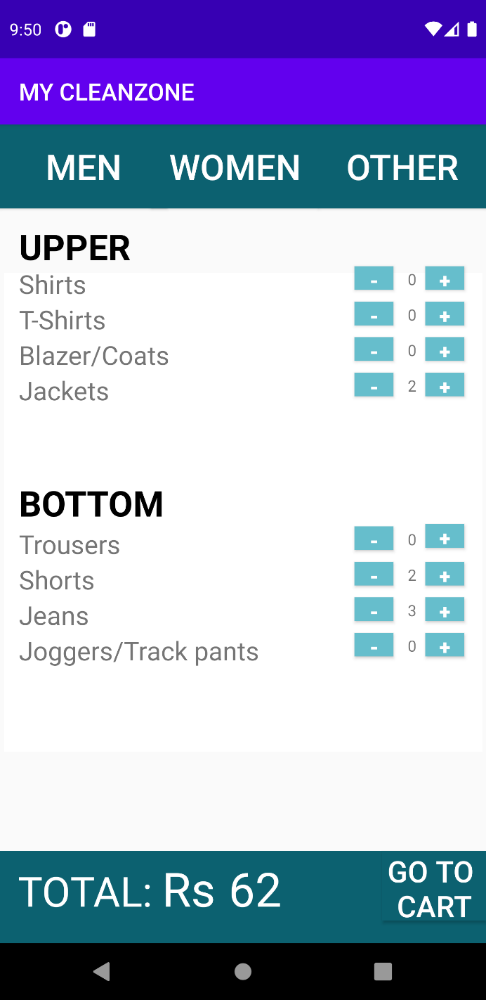 9:50
MY CLEANZONE
MEN WOMEN OTHER
UPPER
Shirts - 0 +
T-Shirts - 0 +
Blazer/Coats - 0 +
Jackets - 2 +
BOTTOM
Trousers - 0 +
Shorts - 2 +
Jeans - 3 +
Joggers/Track pants - 0 +
TOTAL: Rs 62
GO TO
CART